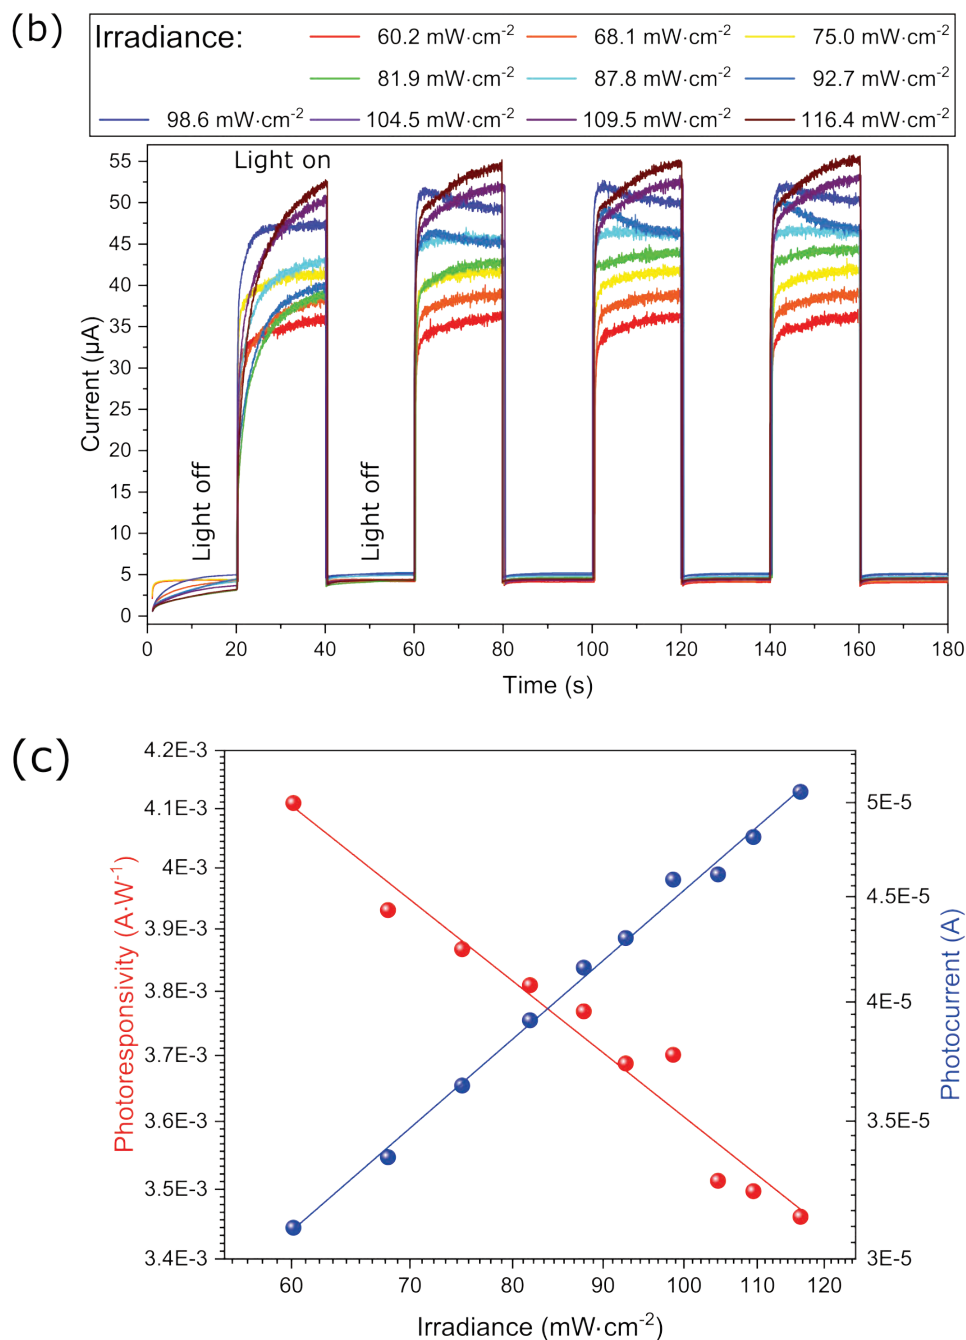 (b)
Irradiance:
60.2 mW·cm-2
68.1 mW·cm-2
75.0 mW·cm-2
81.9 mW·cm-2
87.8 mW·cm-2
92.7 mW·cm-2
98.6 mW·cm-2
104.5 mW·cm-2
109.5 mW·cm-2
116.4 mW·cm-2
Light on
Light off
Light off
Current (µA)
55
50
45
40
35
30
25
20
15
10
5
0
0 20 40 60 80 100 120 140 160 180
Time (s)
(c)
Photoresponsivity (A·W-1)
4.2E-3
4.1E-3
4E-3
3.9E-3
3.8E-3
3.7E-3
3.6E-3
3.5E-3
3.4E-3
5E-5
4.5E-5
4E-5
3.5E-5
3E-5
Photocurrent (A)
60 70 80 90 100 110 120
Irradiance (mW·cm-2)